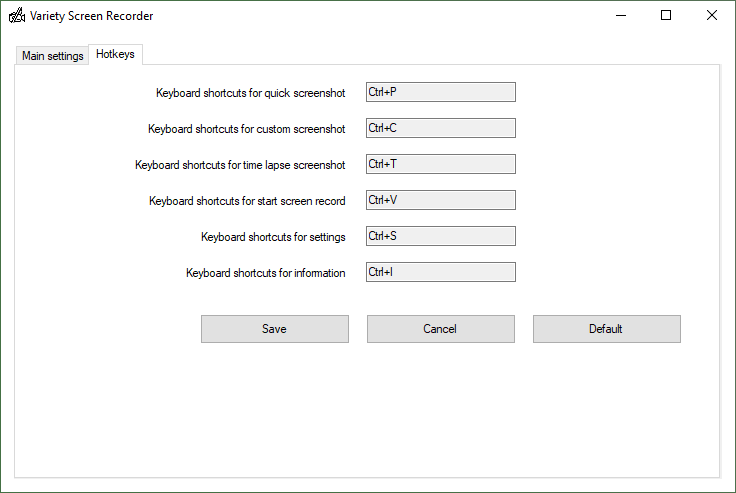 Variety Screen Recorder
Main settings Hotkeys
Keyboard shortcuts for quick screenshot Ctrl+P
Keyboard shortcuts for custom screenshot Ctrl+C
Keyboard shortcuts for time lapse screenshot Ctrl+T
Keyboard shortcuts for start screen record Ctrl+V
Keyboard shortcuts for settings Ctrl+S
Keyboard shortcuts for information Ctrl+I
Save Cancel Default